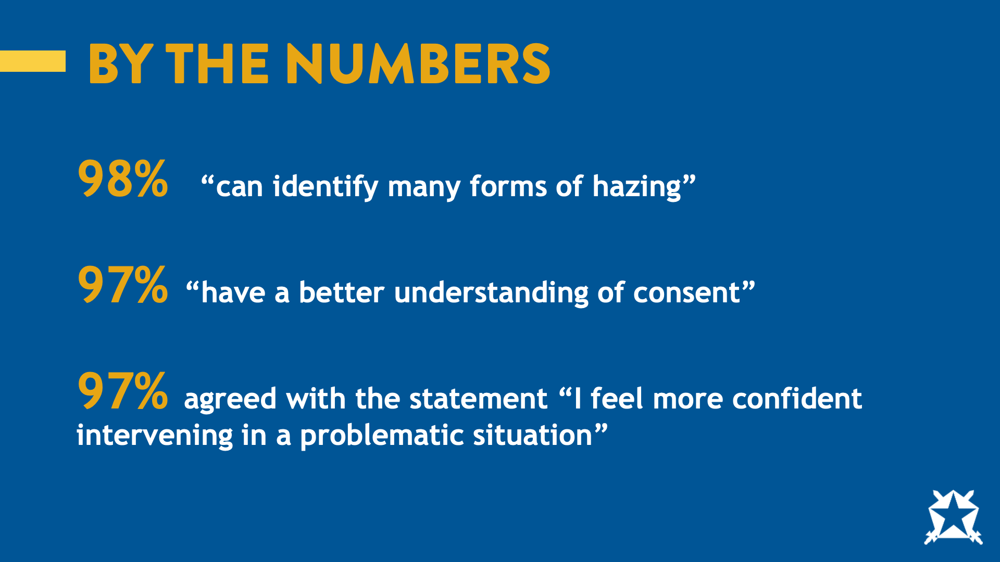 BY THE NUMBERS
98% “can identify many forms of hazing”
97% “have a better understanding of consent”
97% agreed with the statement “I feel more confident
intervening in a problematic situation”